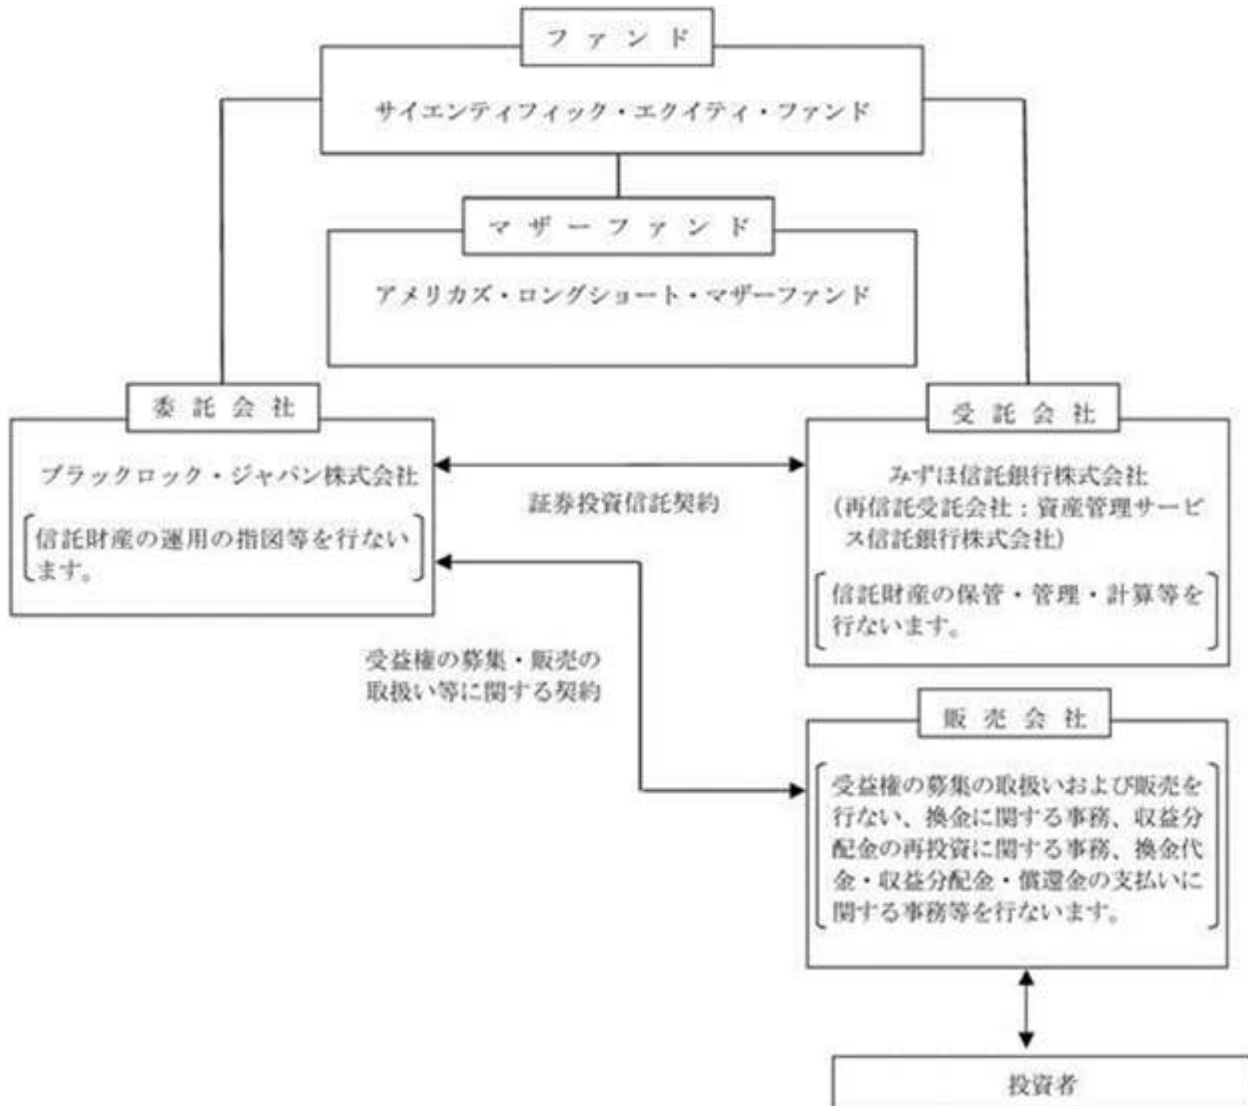 ファンド
サイエンティフィック・エクイティ・ファンド
マザーファンド
アメリカズ・ロングショート・マザーファンド
委託会社
ブラックロック・ジャパン株式会社
信託財産の運用の指図等を行ない
ます。
証券投資信託契約
受託会社
みずほ信託銀行株式会社
(再信託受託会社:資産管理サービ
ス信託銀行株式会社)
信託財産の保管・管理・計算等を
行ないます。
受益権の募集・販売の
取扱い等に関する契約
販売会社
受益権の募集の取扱いおよび販売を
行ない、換金に関する事務、収益分
配金の再投資に関する事務、換金代
金・収益分配金・償還金の支払いに
関する事務等を行ないます。
投資者